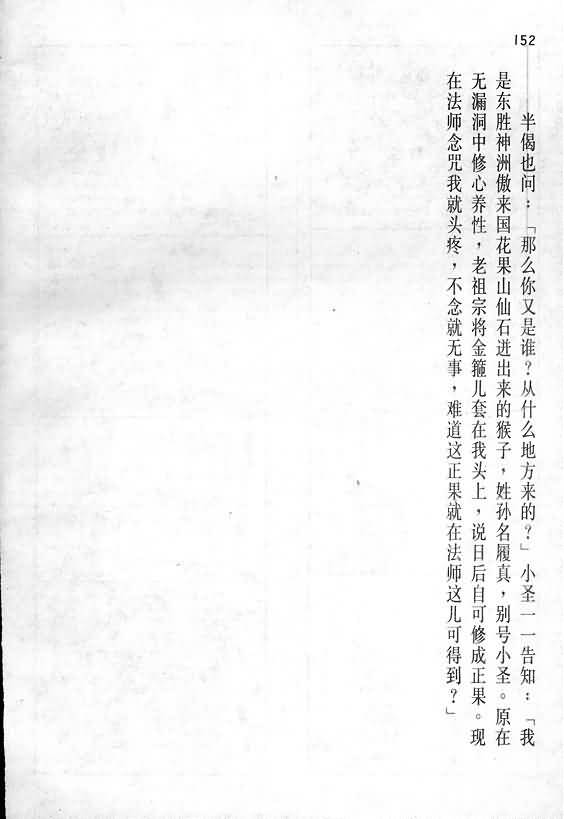 152
半偈也问：「那么你又是谁？从什么地方来的？」小圣一一告知：「我
是东胜神洲傲来国花果山仙石迸出来的猴子，姓孙名履真，别号小圣。原在
无漏洞中修心养性，老祖宗将金箍儿套在我头上，说日后自可修成正果。现
在法师念咒我就头疼，不念就无事，难道这正果就在法师这儿可得到？」